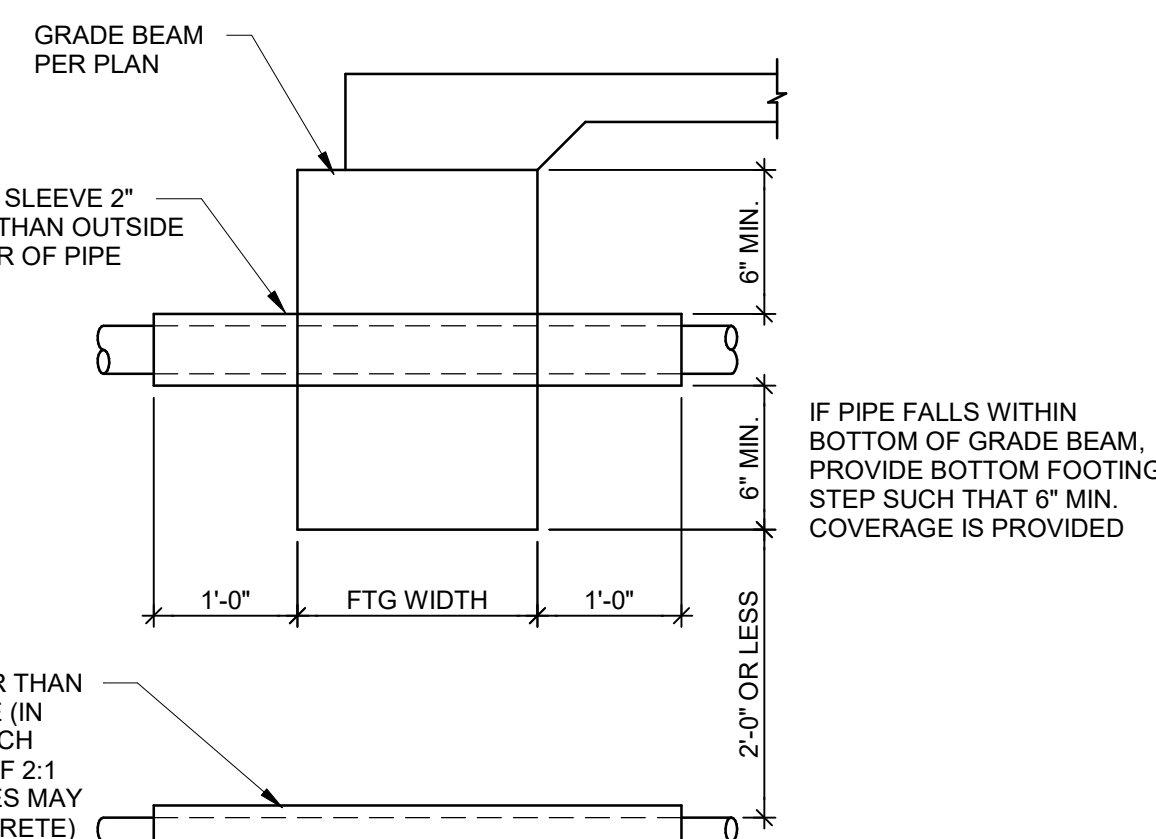 GRADE BEAM
PER PLAN
SLEEVE 2"
THAN OUTSIDE
R OF PIPE
6" MIN.
6" MIN.
IF PIPE FALLS WITHIN
BOTTOM OF GRADE BEAM,
PROVIDE BOTTOM FOOTING
STEP SUCH THAT 6" MIN.
COVERAGE IS PROVIDED
1'-0" FTG WIDTH 1'-0"
2'-0" OR LESS
R THAN
E (IN
CH
F 2:1
ES MAY
RETE)